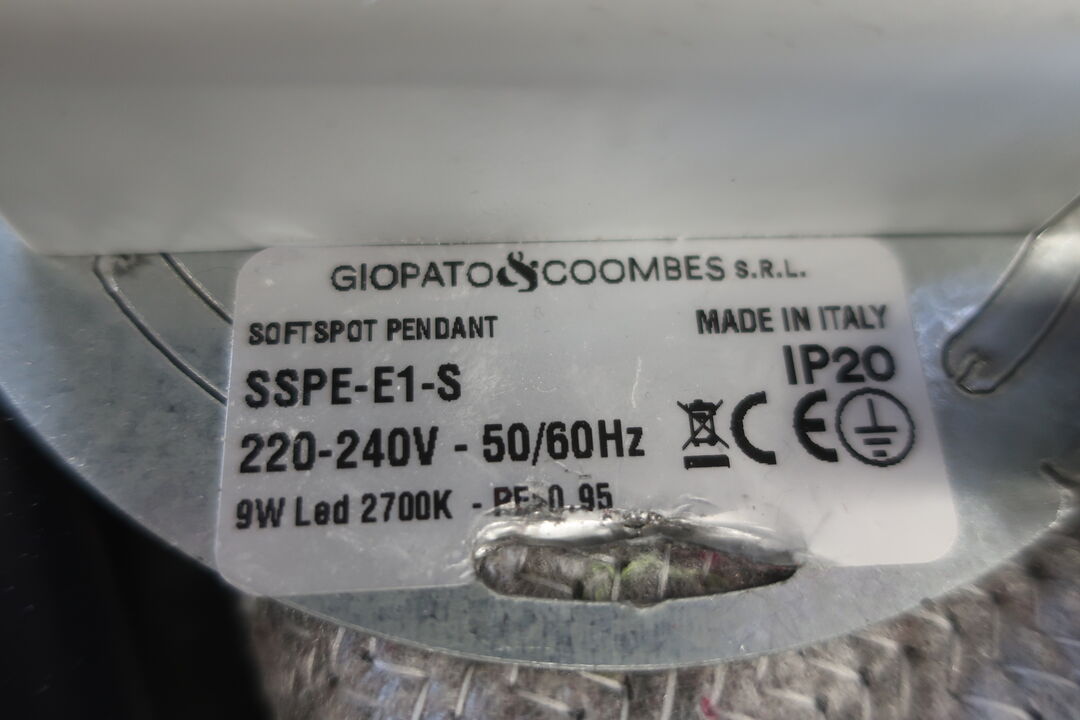 GIOPATO&COOMBES S.R.L.
SOFTSPOT PENDANT
MADE IN ITALY
SSPE-E1-S
IP20
220-240V - 50/60Hz
CE
9W Led 2700K - PF>0.95